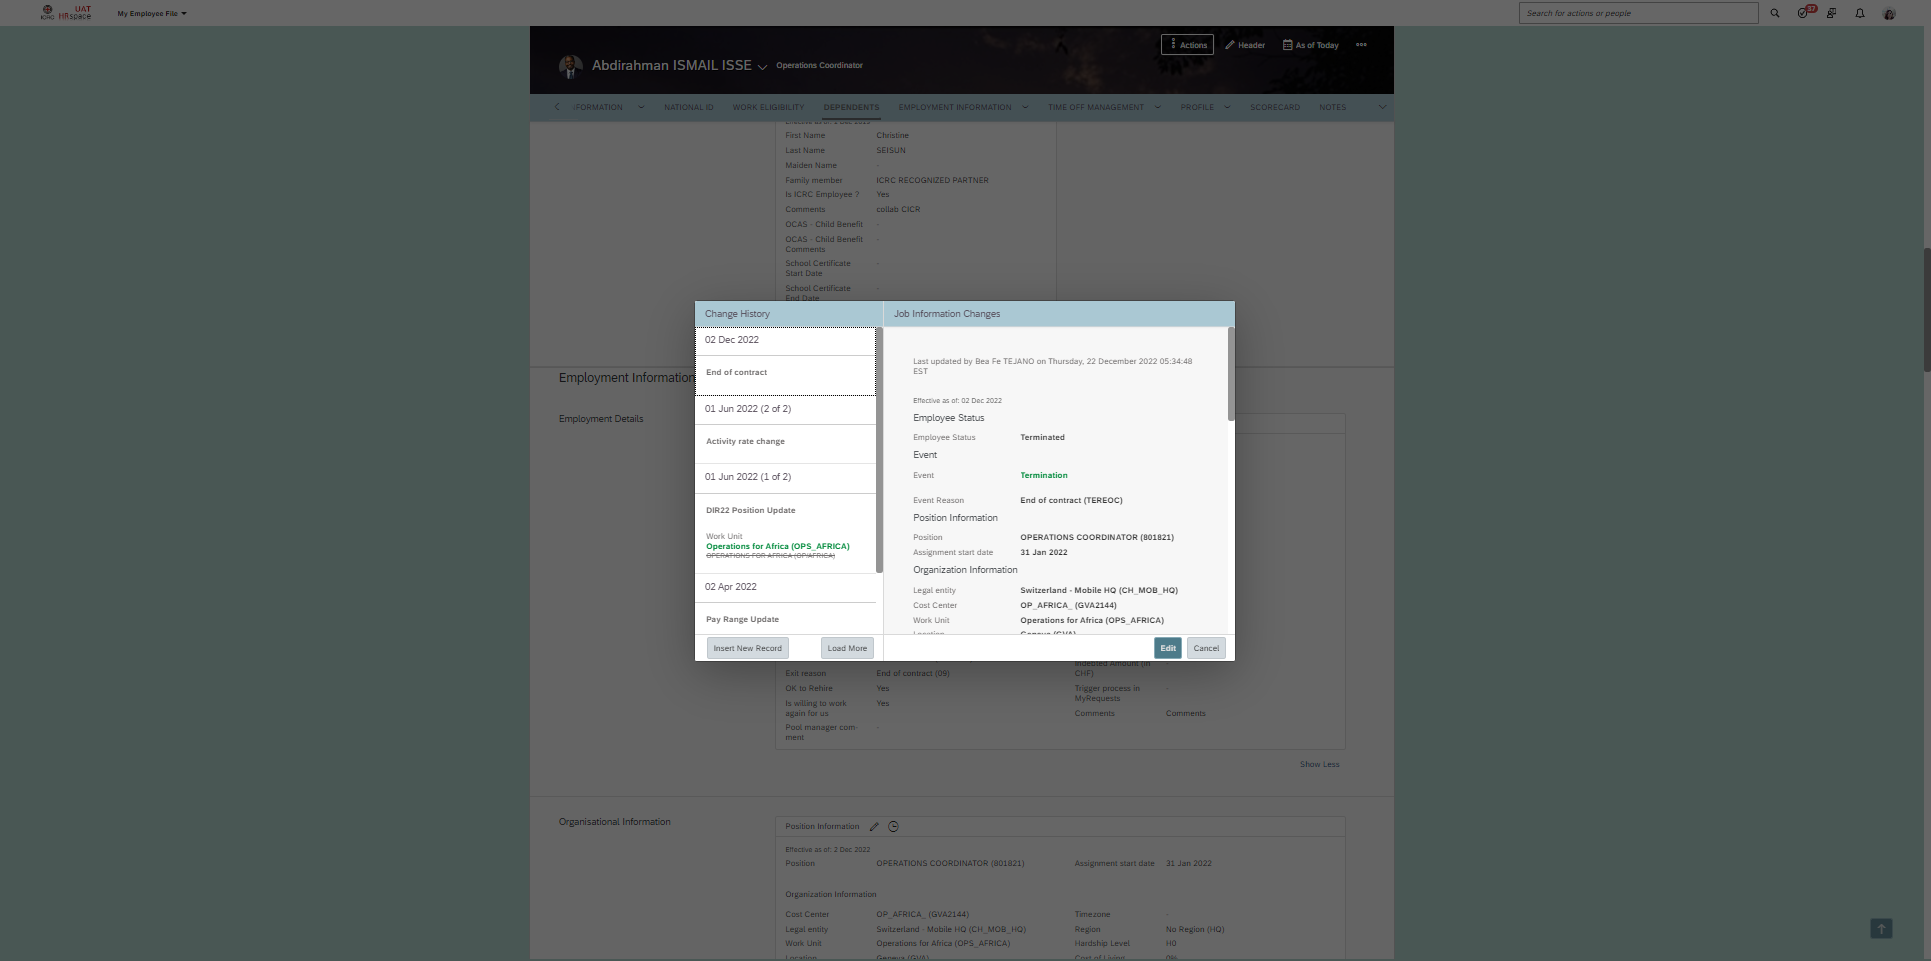 ICRC
UAT
HRspace
My Employee File
Search for actions or people
37
Actions
Header
As of Today
Abdirahman ISMAIL ISSE
Operations Coordinator
FORMATION
NATIONAL ID
WORK ELIGIBILITY
DEPENDENTS
EMPLOYMENT INFORMATION
TIME OFF MANAGEMENT
PROFILE
SCORECARD
NOTES
First Name Christine
Last Name SEISUN
Maiden Name -
Family member ICRC RECOGNIZED PARTNER
Is ICRC Employee ? Yes
Comments collab CICR
OCAS - Child Benefit -
OCAS - Child Benefit -
Comments
School Certificate -
Start Date
School Certificate -
End Date
Change History
02 Dec 2022
End of contract
01 Jun 2022 (2 of 2)
Activity rate change
01 Jun 2022 (1 of 2)
DIR22 Position Update
Work Unit
Operations for Africa (OPS_AFRICA)
OPERATIONS FOR AFRICA (OP/AFRICA)
02 Apr 2022
Pay Range Update
Insert New Record
Load More
Job Information Changes
Last updated by Bea Fe TEJANO on Thursday, 22 December 2022 05:34:48
EST
Effective as of: 02 Dec 2022
Employee Status
Employee Status Terminated
Event
Event Termination
Event Reason End of contract (TEREOC)
Position Information
Position OPERATIONS COORDINATOR (801821)
Assignment start date 31 Jan 2022
Organization Information
Legal entity Switzerland - Mobile HQ (CH_MOB_HQ)
Cost Center OP_AFRICA_ (GVA2144)
Work Unit Operations for Africa (OPS_AFRICA)
Location Geneva (GVA)
Edit
Cancel
Employment Information
Employment Details
Indebted Amount (in
CHF)
Exit reason End of contract (09)
OK to Rehire Yes
Trigger process in -
MyRequests
Is willing to work Yes
again for us
Comments Comments
Pool manager com- -
ment
Show Less
Organisational Information
Position Information
Effective as of: 2 Dec 2022
Position OPERATIONS COORDINATOR (801821)
Assignment start date 31 Jan 2022
Organization Information
Cost Center OP_AFRICA_ (GVA2144)
Timezone -
Legal entity Switzerland - Mobile HQ (CH_MOB_HQ)
Region No Region (HQ)
Work Unit Operations for Africa (OPS_AFRICA)
Hardship Level H0
Location Geneva (GVA)
Cost of Living 0%